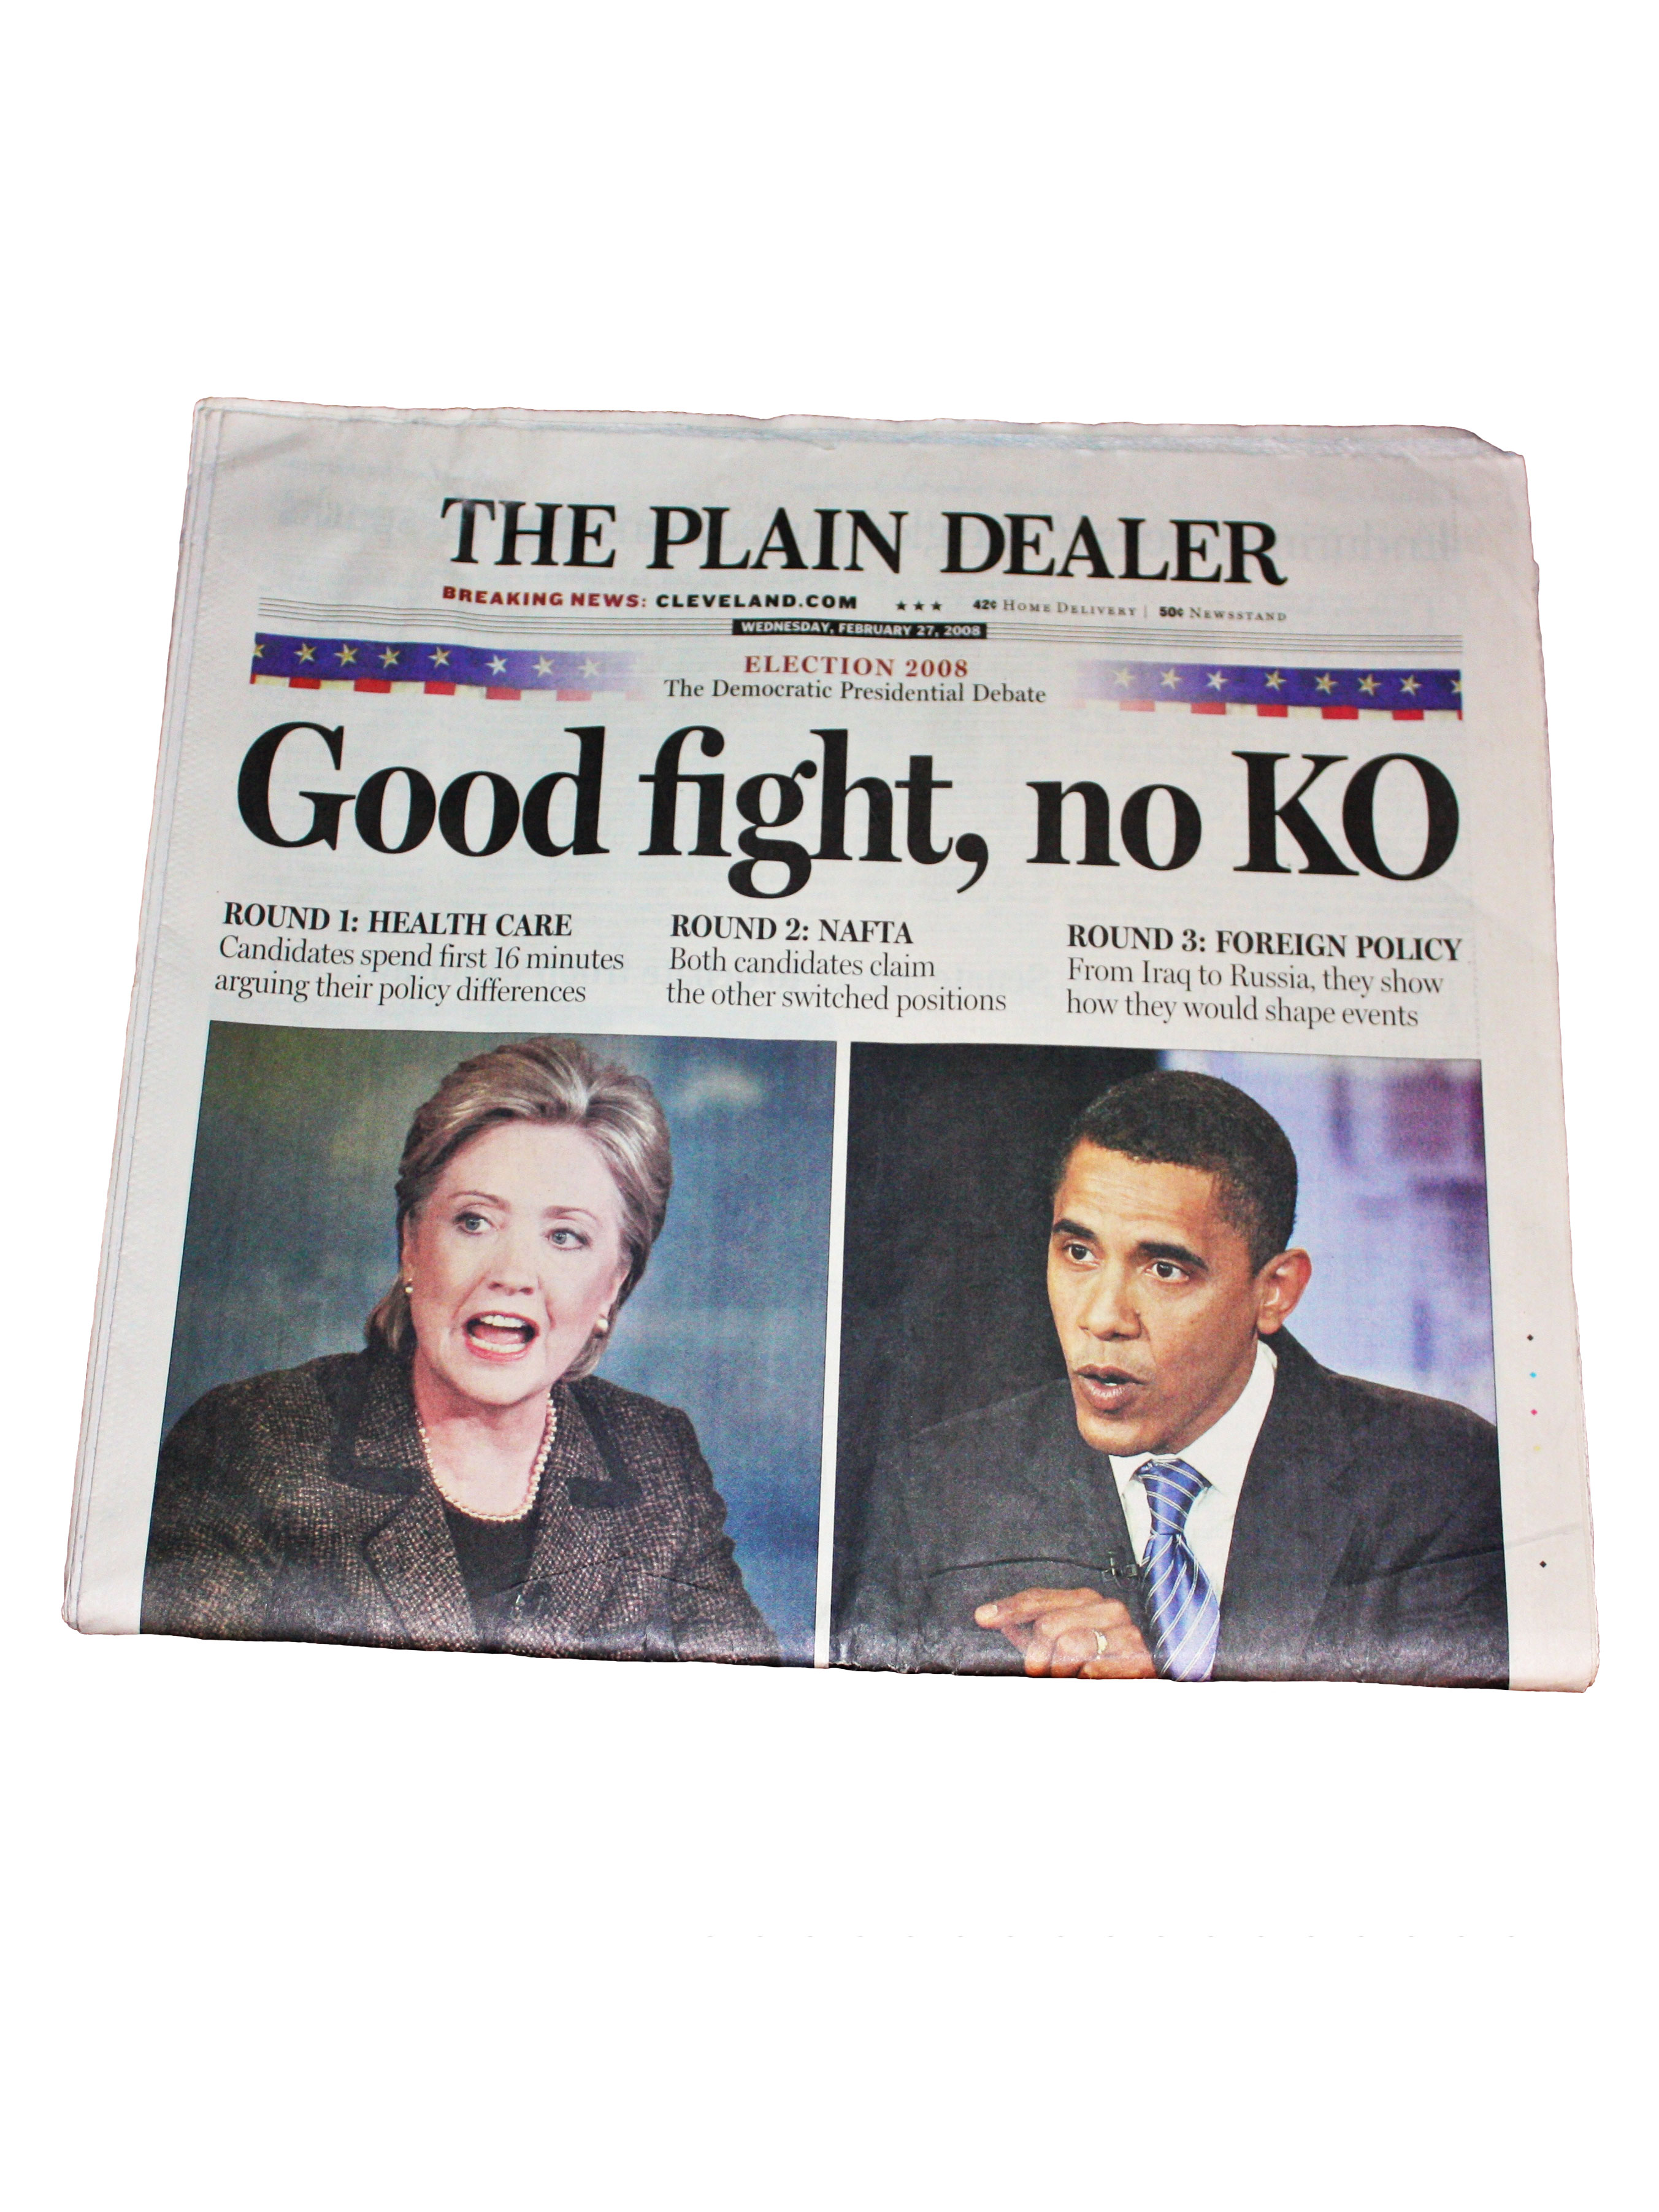 THE PLAIN DEALER
BREAKING NEWS: CLEVELAND.COM ★ ★ ★ 42¢ HOME DELIVERY | 50¢ NEWSSTAND
WEDNESDAY, FEBRUARY 27, 2008
ELECTION 2008
The Democratic Presidential Debate
Good fight, no KO
ROUND 1: HEALTH CARE
Candidates spend first 16 minutes
arguing their policy differences
ROUND 2: NAFTA
Both candidates claim
the other switched positions
ROUND 3: FOREIGN POLICY
From Iraq to Russia, they show
how they would shape events